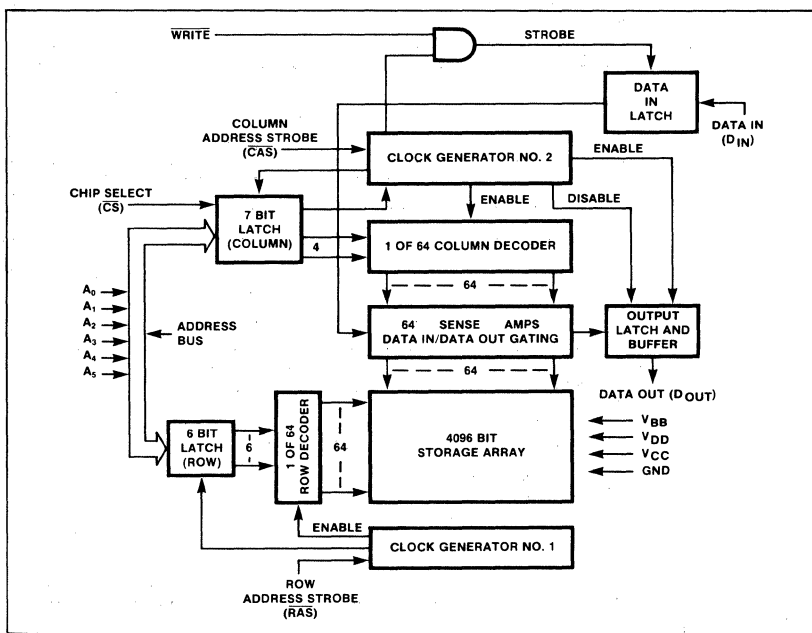 WRITE
STROBE
DATA
IN
LATCH
DATA IN
(DIN)
COLUMN
ADDRESS STROBE
(CAS)
CLOCK GENERATOR NO. 2
ENABLE
CHIP SELECT
(CS)
7 BIT
LATCH
(COLUMN)
ENABLE
DISABLE
4
1 OF 64 COLUMN DECODER
64
A0
A1
A2
A3
A4
A5
ADDRESS
BUS
64 SENSE AMPS
DATA IN/DATA OUT GATING
OUTPUT
LATCH AND
BUFFER
64
DATA OUT (DOUT)
6 BIT
LATCH
(ROW)
6
1 OF 64
ROW DECODER
64
4096 BIT
STORAGE ARRAY
VBB
VDD
VCC
GND
ENABLE
CLOCK GENERATOR NO. 1
ROW
ADDRESS STROBE
(RAS)